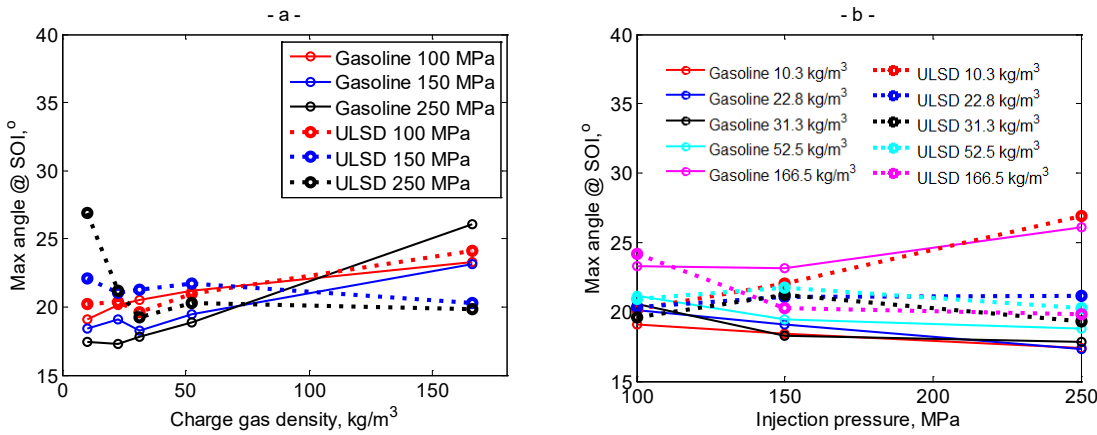 - a -
Max angle @ SOI,°
40
35
30
25
20
15
Gasoline 100 MPa
Gasoline 150 MPa
Gasoline 250 MPa
ULSD 100 MPa
ULSD 150 MPa
ULSD 250 MPa
0 50 100 150
Charge gas density, kg/m³
- b -
Max angle @ SOI,°
40
35
30
25
20
15
Gasoline 10.3 kg/m³
Gasoline 22.8 kg/m³
Gasoline 31.3 kg/m³
Gasoline 52.5 kg/m³
Gasoline 166.5 kg/m³
ULSD 10.3 kg/m³
ULSD 22.8 kg/m³
ULSD 31.3 kg/m³
ULSD 52.5 kg/m³
ULSD 166.5 kg/m³
100 150 200 250
Injection pressure, MPa